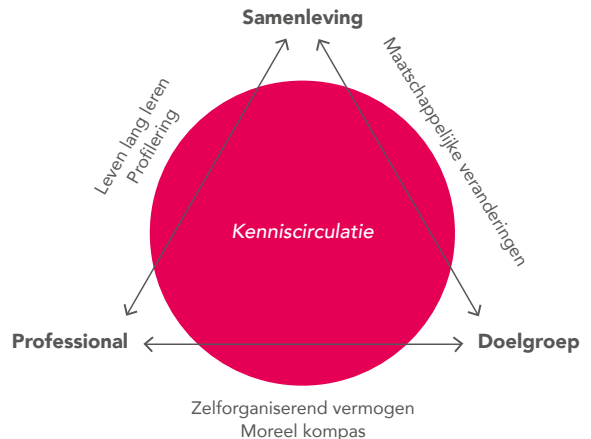 Samenleving
Leven lang leren
Profilering
Maatschappelijke veranderingen
Kenniscirculatie
Professional
Doelgroep
Zelforganiserend vermogen
Moreel kompas